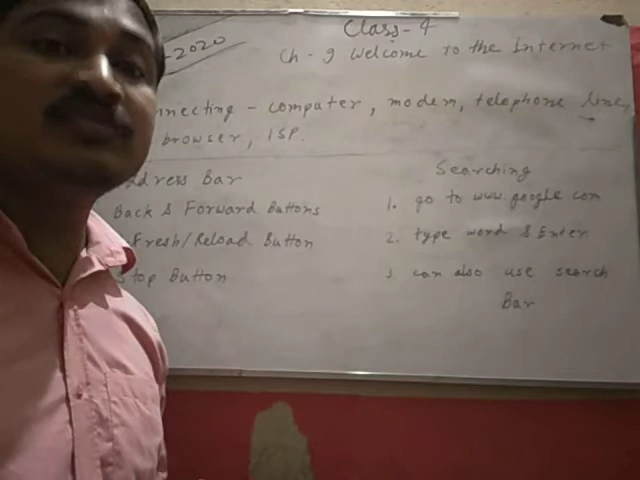 -2020
Class-4
Ch-9 Welcome to the Internet
nnecting - computer, modem, telephone line,
browser, ISP.
ddress Bar
Back & Forward Buttons
Fresh/Reload Button
Stop Button
Searching
1. go to www.google com
2. type word & Enter
3. can also use search
Bar